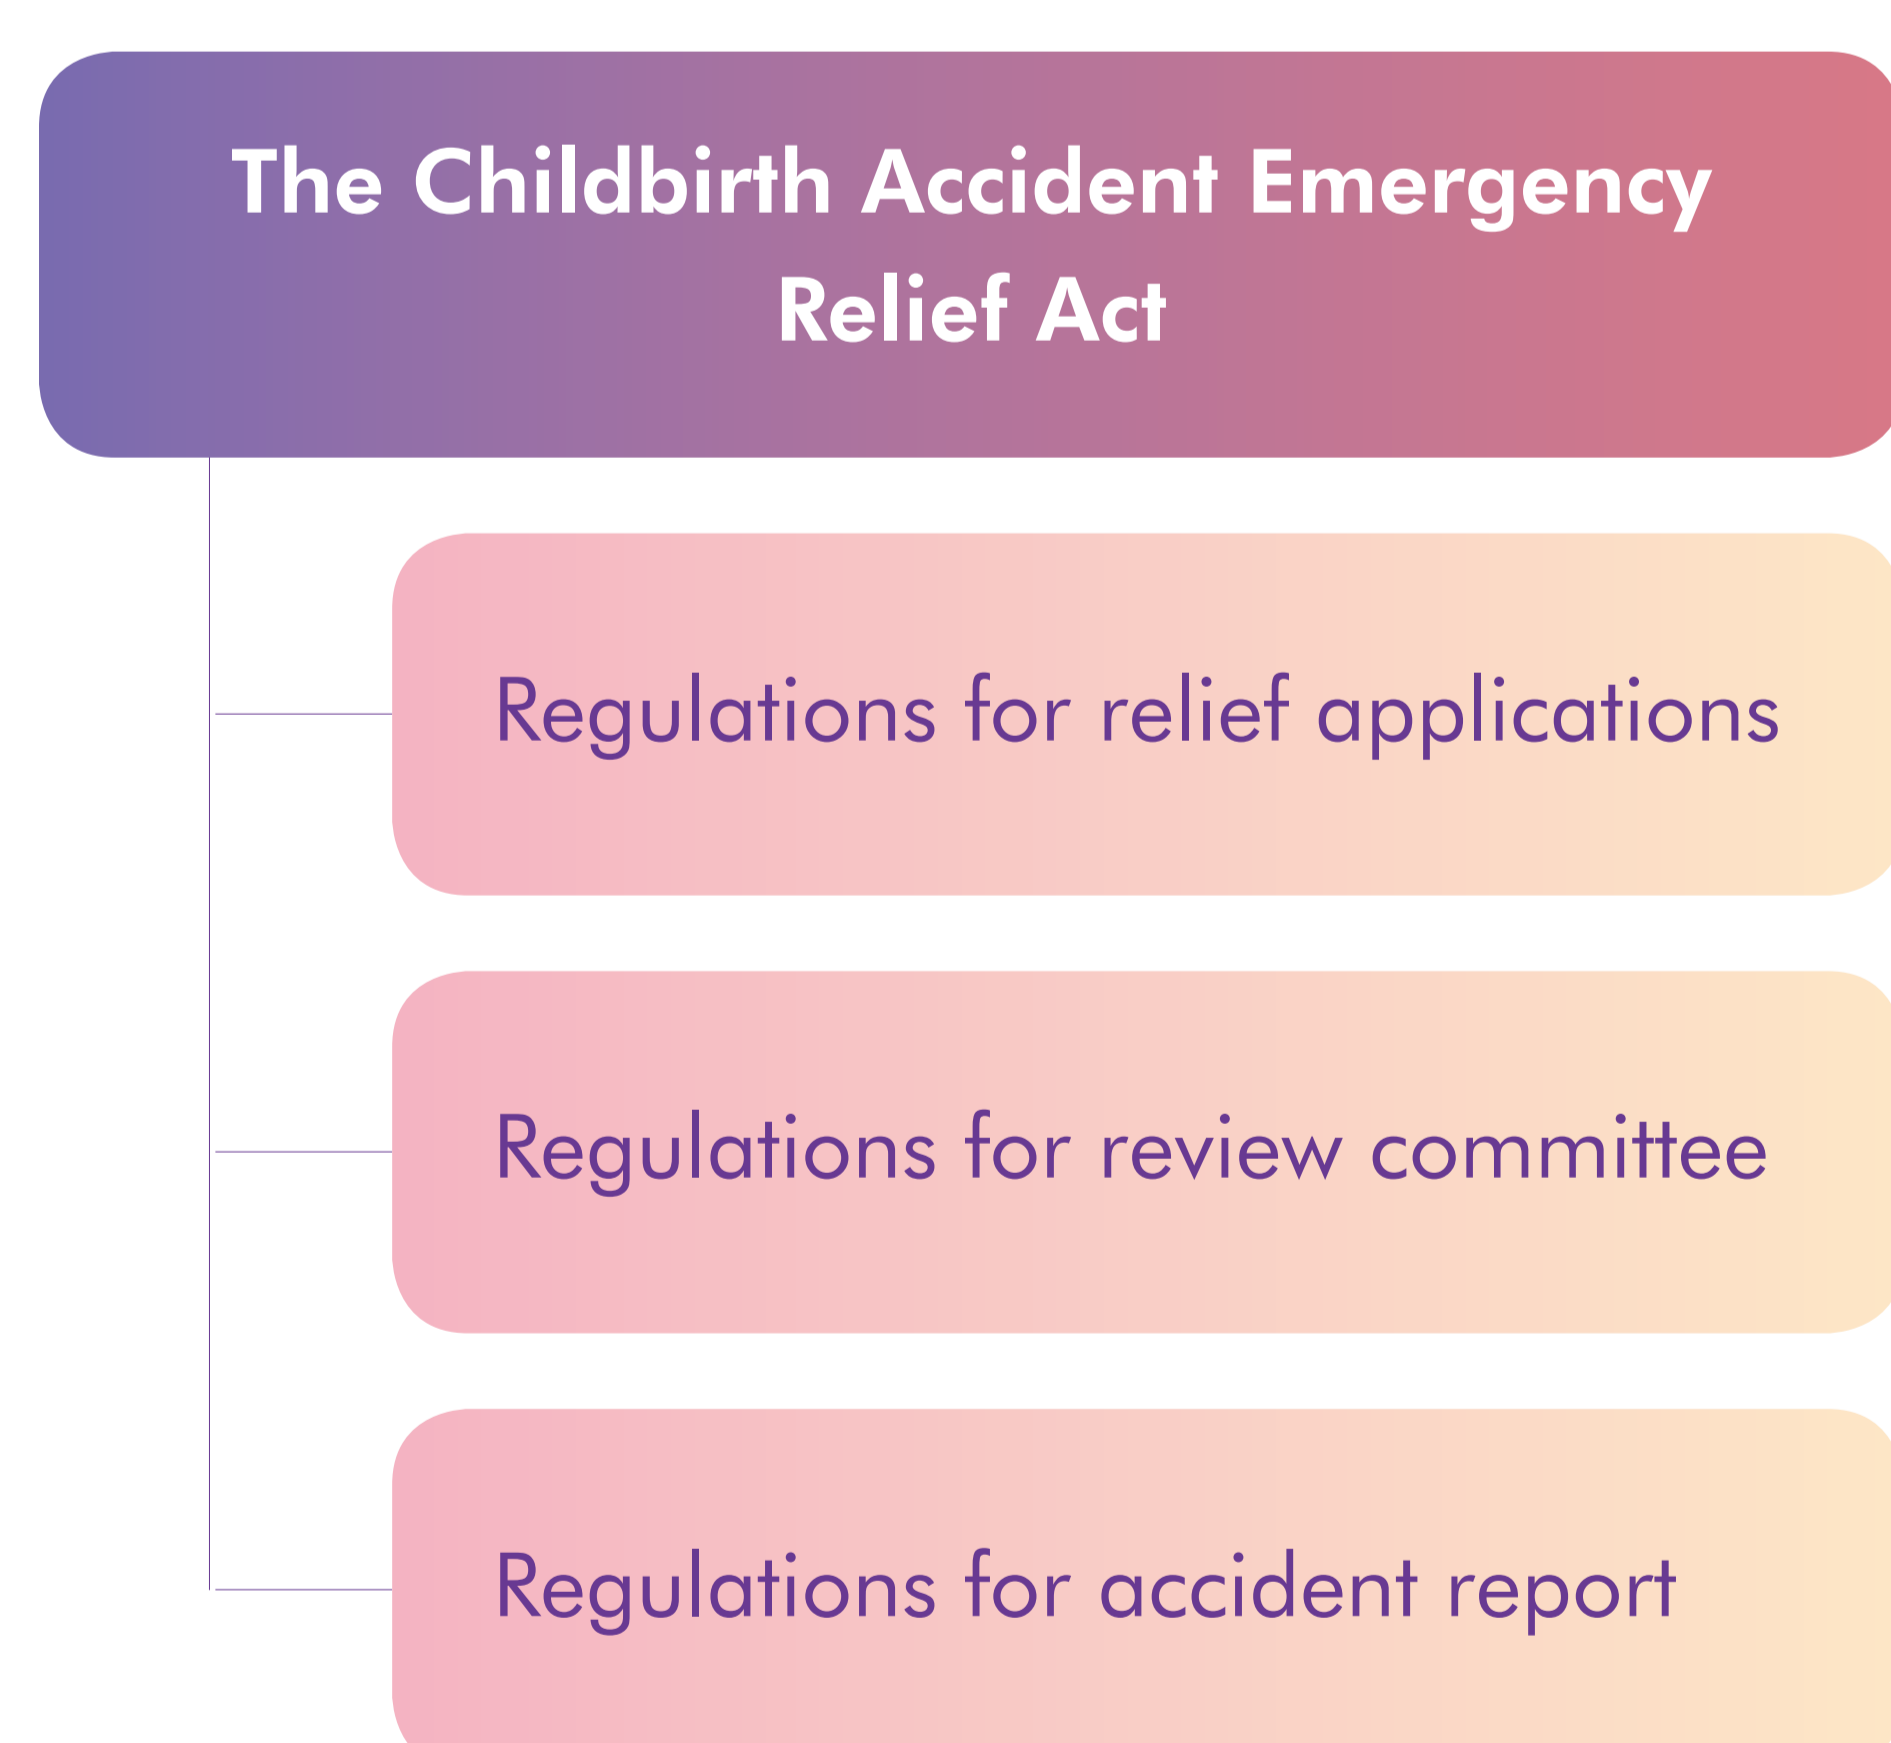 The Childbirth Accident Emergency
Relief Act
Regulations for relief applications
Regulations for review committee
Regulations for accident report